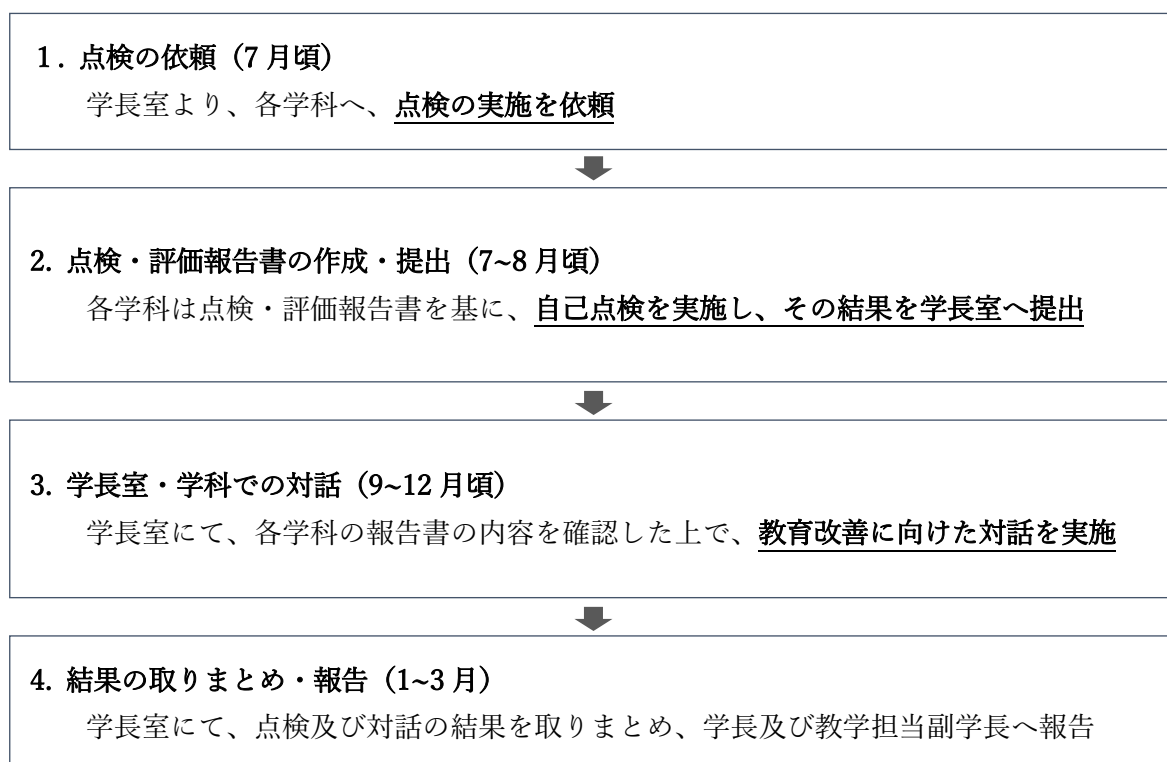 1. 点検の依頼（7 月頃）
学長室より、各学科へ、点検の実施を依頼
2. 点検・評価報告書の作成・提出（7~8 月頃）
各学科は点検・評価報告書を基に、自己点検を実施し、その結果を学長室へ提出
3. 学長室・学科での対話（9~12 月頃）
学長室にて、各学科の報告書の内容を確認した上で、教育改善に向けた対話を実施
4. 結果の取りまとめ・報告（1~3 月）
学長室にて、点検及び対話の結果を取りまとめ、学長及び教学担当副学長へ報告